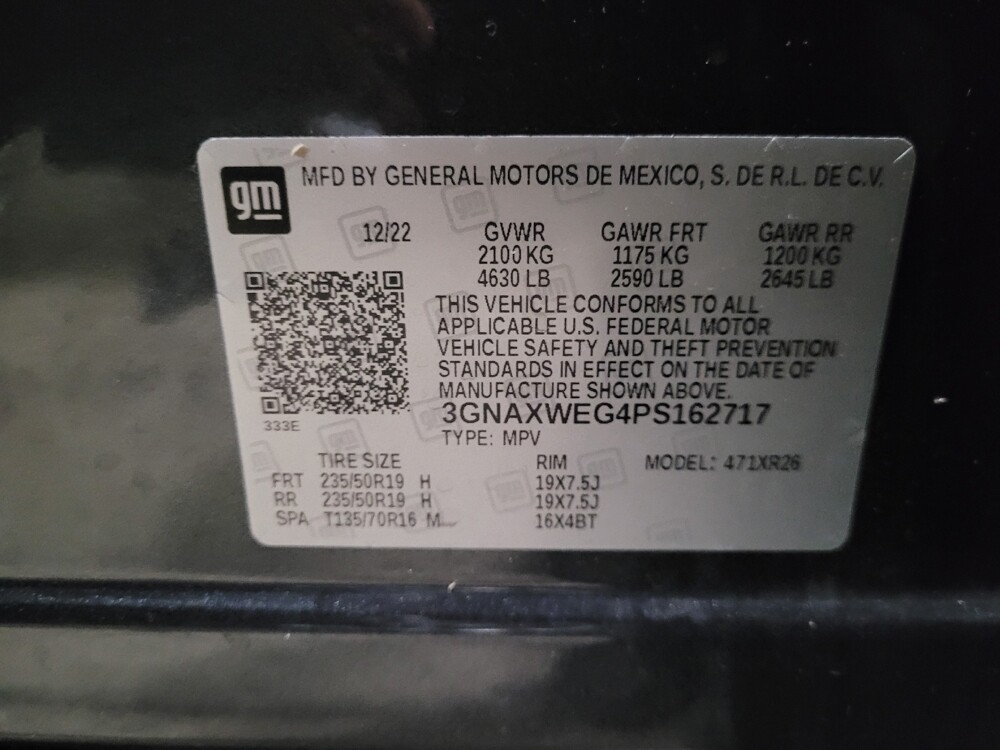 gm
MFD BY GENERAL MOTORS DE MEXICO, S. DE R.L. DE C.V.
12/22 GVWR GAWR FRT GAWR RR
2100 KG 1175 KG 1200 KG
4630 LB 2590 LB 2645 LB
THIS VEHICLE CONFORMS TO ALL
APPLICABLE U.S. FEDERAL MOTOR
VEHICLE SAFETY AND THEFT PREVENTION
STANDARDS IN EFFECT ON THE DATE OF
MANUFACTURE SHOWN ABOVE.
3GNAXWEG4PS162717
333E
TYPE: MPV
TIRE SIZE RIM MODEL: 471XR26
FRT 235/50R19 H 19X7.5J
RR 235/50R19 H 19X7.5J
SPA T135/70R16 M 16X4BT